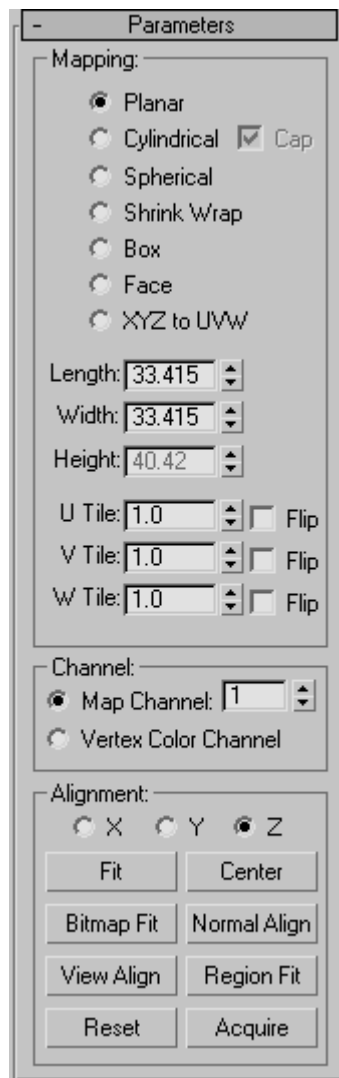 - Parameters
Mapping:
Planar
Cylindrical Cap
Spherical
Shrink Wrap
Box
Face
XYZ to UVW
Length: 33.415
Width: 33.415
Height: 40.42
U Tile: 1.0 Flip
V Tile: 1.0 Flip
W Tile: 1.0 Flip
Channel:
Map Channel: 1
Vertex Color Channel
Alignment:
X Y Z
Fit Center
Bitmap Fit Normal Align
View Align Region Fit
Reset Acquire